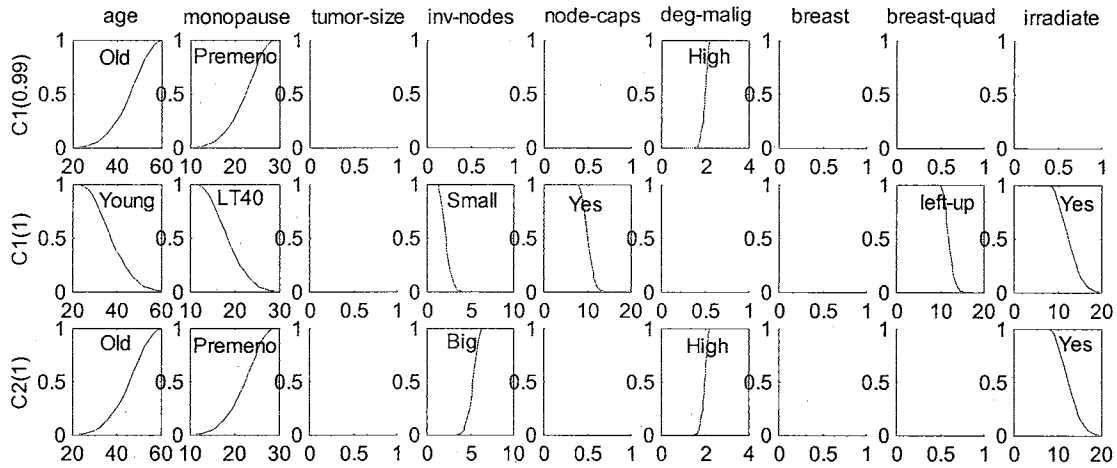 age monopause tumor-size inv-nodes node-caps deg-malig breast breast-quad irradiate
1 1 1 1 1 1 1 1 1
Old Premeno High
C1(0.99)
0.5 0.5 0.5 0.5 0.5 0.5 0.5 0.5 0.5
0 0 0 0 0 0 0 0 0
20 40 60 10 20 30 0 0.5 1 0 0.5 1 0 0.5 1 0 2 4 0 0.5 1 0 0.5 1 0 0.5 1
1 1 1 1 1 1 1 1 1
Young LT40 Small Yes left-up Yes
C1(1)
0.5 0.5 0.5 0.5 0.5 0.5 0.5 0.5 0.5
0 0 0 0 0 0 0 0 0
20 40 60 10 20 30 0 0.5 1 0 5 10 0 10 20 0 0.5 1 0 0.5 1 0 10 20 0 10 20
1 1 1 1 1 1 1 1 1
Old Premeno Big High Yes
C2(1)
0.5 0.5 0.5 0.5 0.5 0.5 0.5 0.5 0.5
0 0 0 0 0 0 0 0 0
20 40 60 10 20 30 0 0.5 1 0 5 10 0 0.5 1 0 2 4 0 0.5 1 0 0.5 1 0 10 20